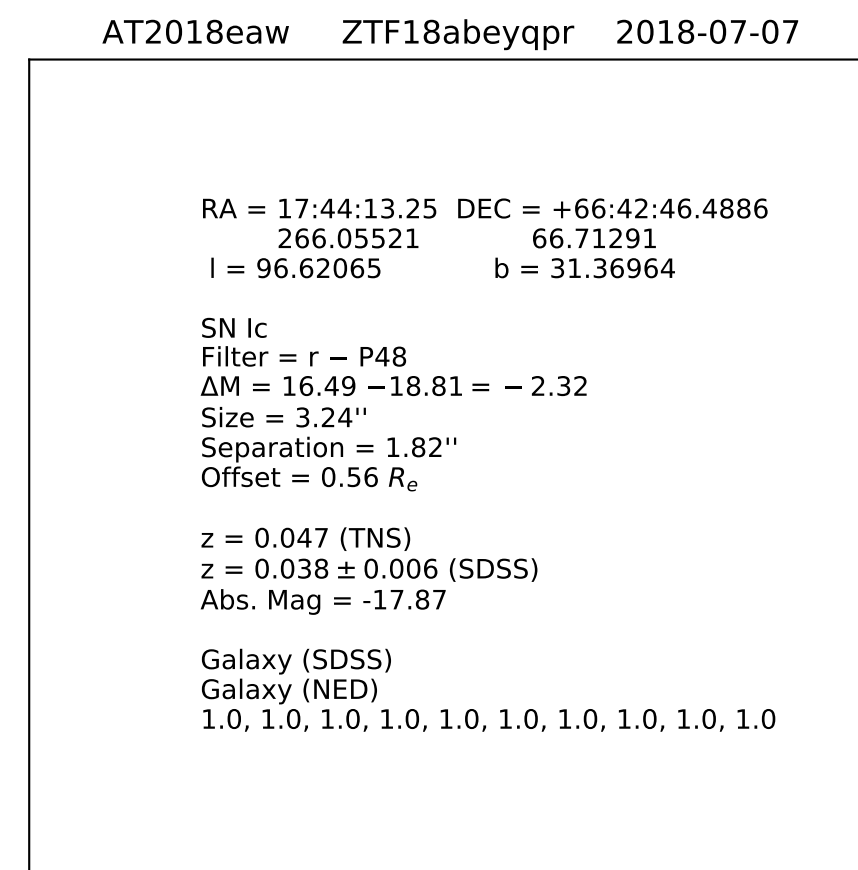 AT2018eaw ZTF18abeyqpr 2018-07-07
RA = 17:44:13.25 DEC = +66:42:46.4886
266.05521 66.71291
l = 96.62065 b = 31.36964
SN Ic
Filter = r − P48
ΔM = 16.49 −18.81 = − 2.32
Size = 3.24''
Separation = 1.82''
Offset = 0.56 Rₑ
z = 0.047 (TNS)
z = 0.038 ± 0.006 (SDSS)
Abs. Mag = -17.87
Galaxy (SDSS)
Galaxy (NED)
1.0, 1.0, 1.0, 1.0, 1.0, 1.0, 1.0, 1.0, 1.0, 1.0